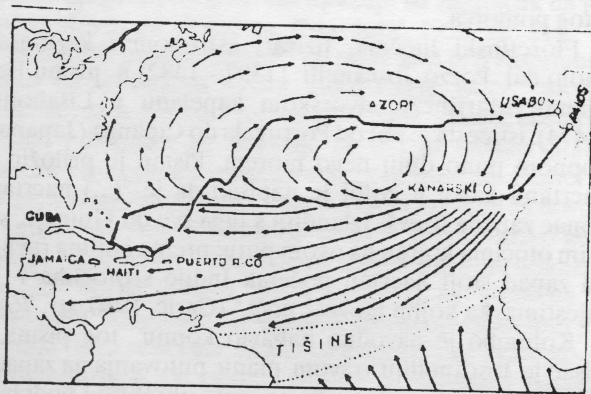 AZORI
LISABON
PALOS
KANARSKI O.
CUBA
JAMAICA
HAITI
PUERTO RICO
TIŠINE